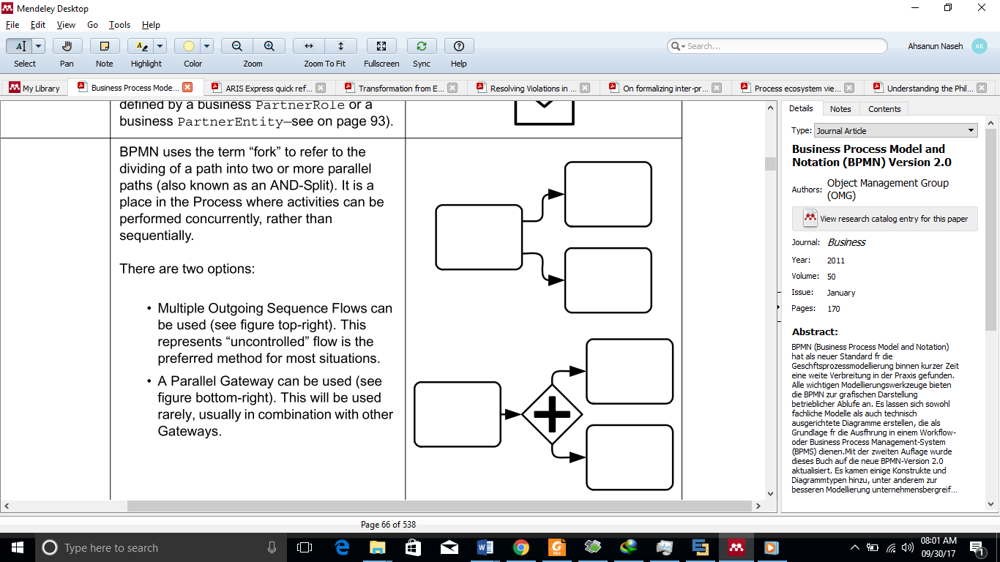 Mendeley Desktop
File Edit View Go Tools Help
Search...
Ahsanun Naseh
AK
Select Pan Note Highlight Color Zoom Zoom To Fit Fullscreen Sync Help
My Library
Business Process Mode...
ARIS Express quick ref...
Transformation from E...
Resolving Violations in ...
On formalizing inter-pr...
Process ecosystem vie...
Understanding the Phil...
defined by a business PartnerRole or a
business PartnerEntity—see on page 93).
BPMN uses the term “fork” to refer to the
dividing of a path into two or more parallel
paths (also known as an AND-Split). It is a
place in the Process where activities can be
performed concurrently, rather than
sequentially.
There are two options:
• Multiple Outgoing Sequence Flows can
be used (see figure top-right). This
represents “uncontrolled” flow is the
preferred method for most situations.
• A Parallel Gateway can be used (see
figure bottom-right). This will be used
rarely, usually in combination with other
Gateways.
Details Notes Contents
Type: Journal Article
Business Process Model and
Notation (BPMN) Version 2.0
Authors: Object Management Group
(OMG)
View research catalog entry for this paper
Journal: Business
Year: 2011
Volume: 50
Issue: January
Pages: 170
Abstract:
BPMN (Business Process Model and Notation)
hat als neuer Standard fr die
Geschftsprozessmodellierung binnen kurzer Zeit
eine weite Verbreitung in der Praxis gefunden.
Alle wichtigen Modellierungswerkzeuge bieten
die BPMN zur grafischen Darstellung
betrieblicher Ablufe an. Es lassen sich sowohl
fachliche Modelle als auch technisch
ausgerichtete Diagramme erstellen, die als
Grundlage fr die Ausfhrung in einem Workflow-
oder Business Process Management-System
(BPMS) dienen.Mit der zweiten Auflage wurde
dieses Buch auf die neue BPMN-Version 2.0
aktualisiert. Es kamen einige Konstrukte und
Diagrammtypen hinzu, unter anderem zur
besseren Modellierung unternehmensbergreif...
Page 66 of 538
Type here to search
08:01 AM
09/30/17
1